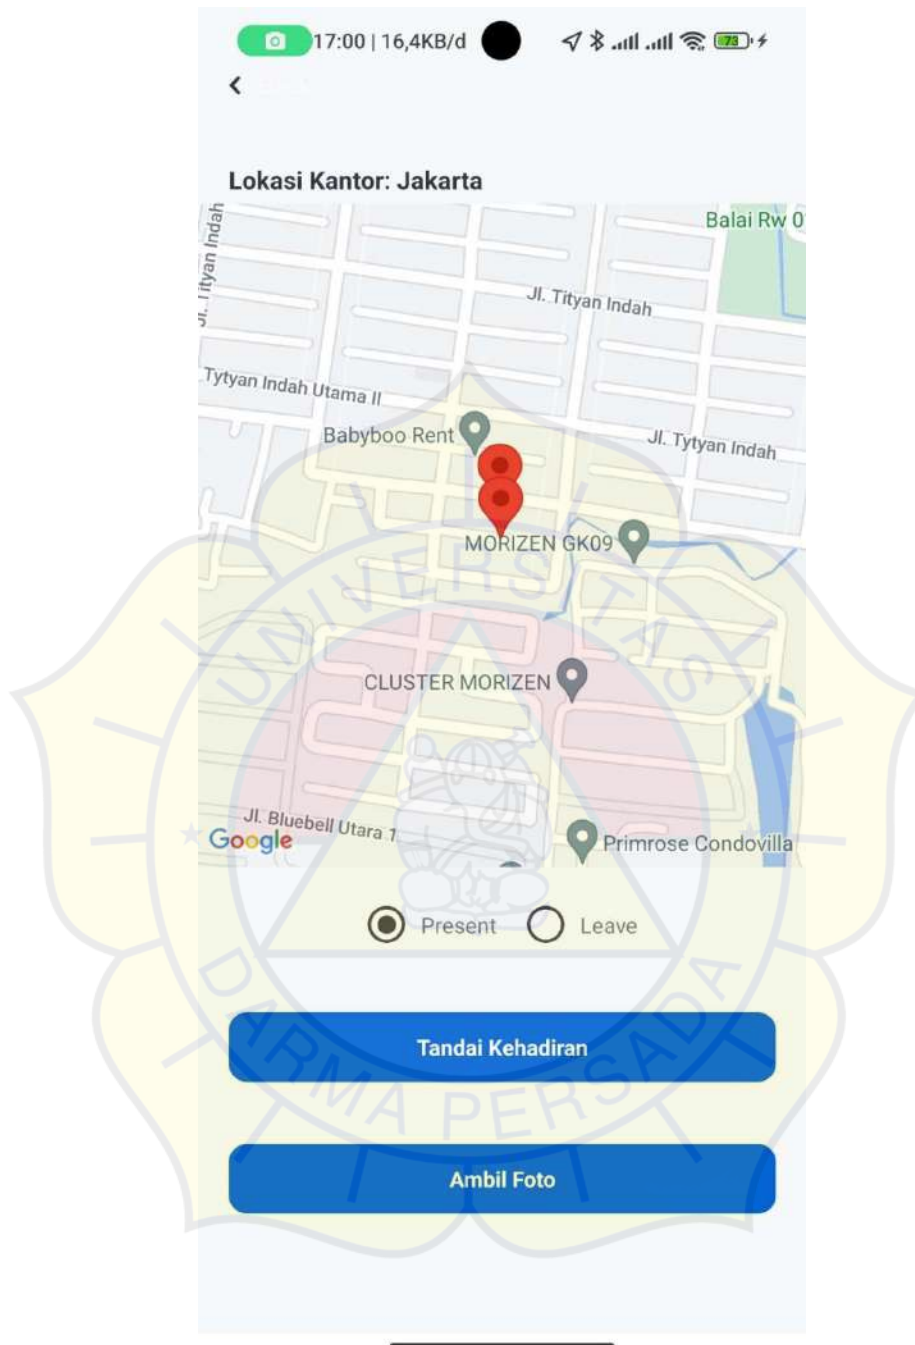 17:00 | 16,4KB/d
73
Lokasi Kantor: Jakarta
Balai Rw 0
Jl. Tityan Indah
Jl. Tityan Indah
Tytyan Indah Utama II
Babyboo Rent
Jl. Tytyan Indah
MORIZEN GK09
UNIVERSITAS
CLUSTER MORIZEN
Jl. Bluebell Utara 1
Google
Primrose Condovilla
Present
Leave
Tandai Kehadiran
DARMA PERSADA
Ambil Foto